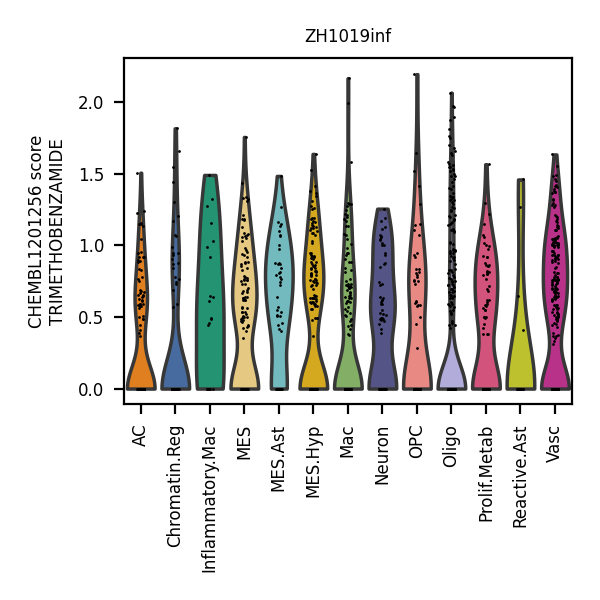 ZH1019inf
CHEMBL1201256 score
TRIMETHOBENZAMIDE
2.0
1.5
1.0
0.5
0.0
AC
Chromatin.Reg
Inflammatory.Mac
MES
MES.Ast
MES.Hyp
Mac
Neuron
OPC
Oligo
Prolif.Metab
Reactive.Ast
Vasc